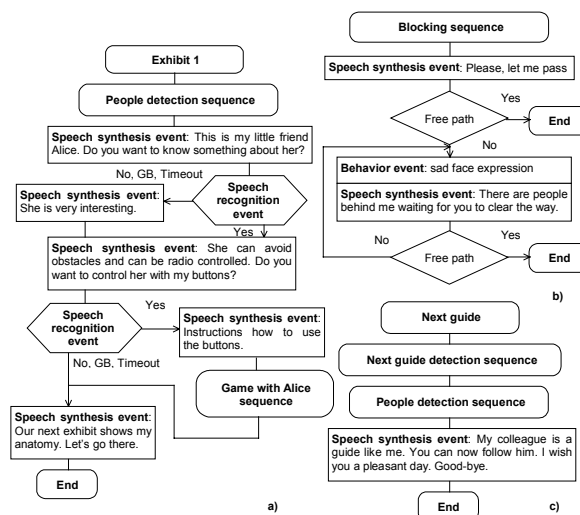 Exhibit 1
People detection sequence
Speech synthesis event: This is my little friend
Alice. Do you want to know something about her?
No, GB, Timeout
Speech synthesis event:
She is very interesting.
Speech
recognition
event
Yes
Speech synthesis event: She can avoid
obstacles and can be radio controlled. Do you
want to control her with my buttons?
Speech
recognition
event
Yes
Speech synthesis event:
Instructions how to use
the buttons.
No, GB, Timeout
Game with Alice
sequence
Speech synthesis event:
Our next exhibit shows my
anatomy. Let's go there.
End
a)
Blocking sequence
Speech synthesis event: Please, let me pass
Free path
Yes
End
No
Behavior event: sad face expression
Speech synthesis event: There are people
behind me waiting for you to clear the way.
No
Free path
Yes
End
b)
Next guide
Next guide detection sequence
People detection sequence
Speech synthesis event: My colleague is a
guide like me. You can now follow him. I wish
you a pleasant day. Good-bye.
End
c)